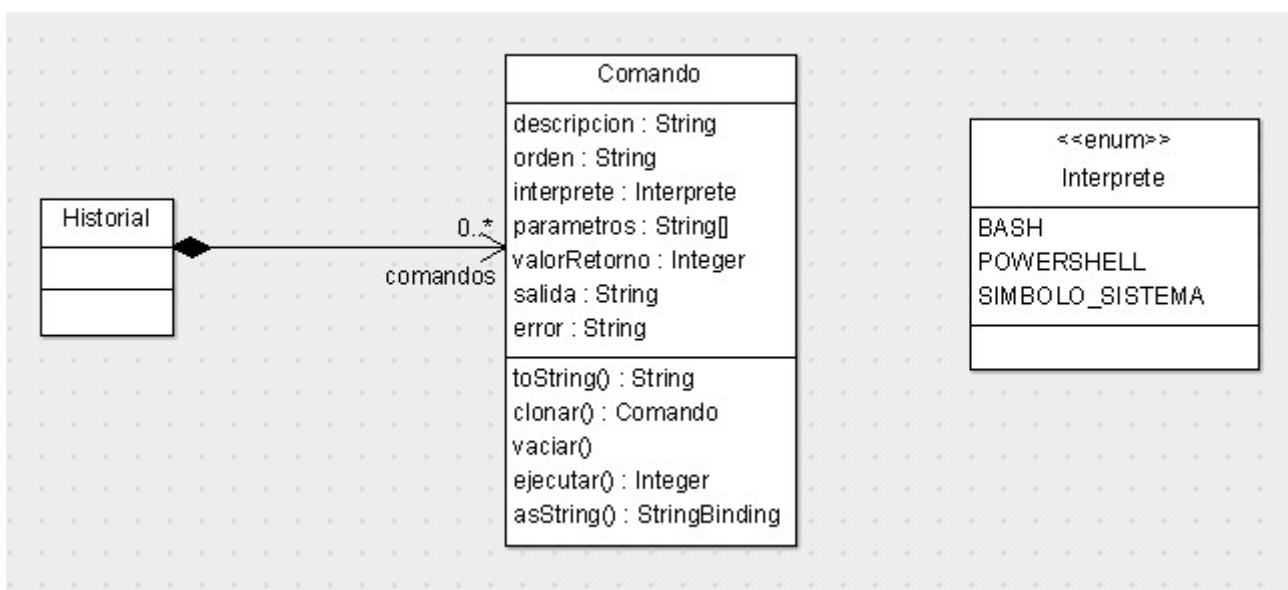 Historial
0..*
comandos
Comando
descripcion : String
orden : String
interprete : Interprete
parametros : String[]
valorRetorno : Integer
salida : String
error : String
toString() : String
clonar() : Comando
vaciar()
ejecutar() : Integer
asString() : StringBinding
<<enum>>
Interprete
BASH
POWERSHELL
SIMBOLO_SISTEMA